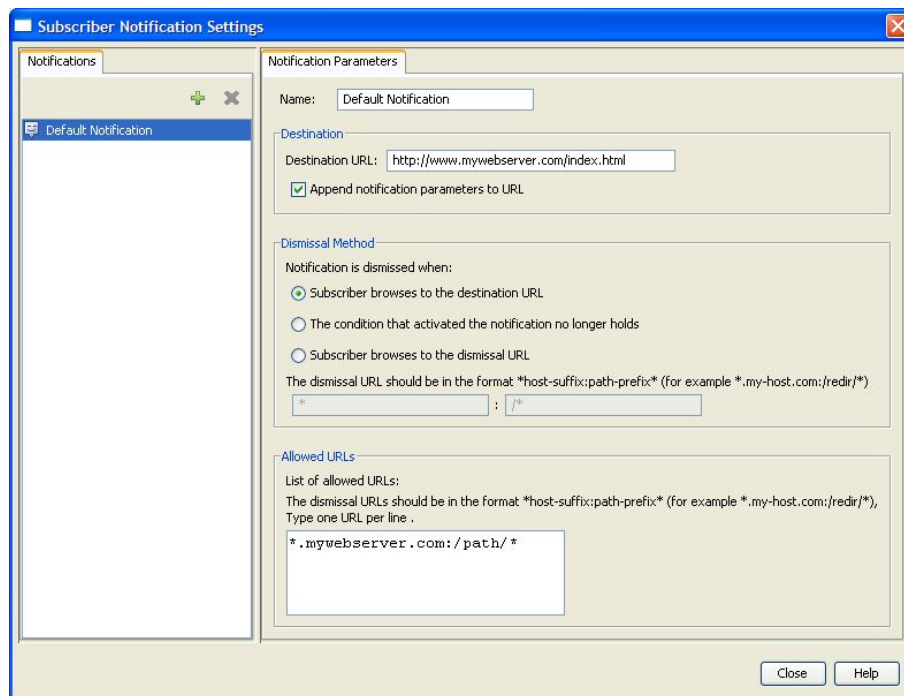 Subscriber Notification Settings
Notifications
Default Notification
Notification Parameters
Name: Default Notification
Destination
Destination URL: http://www.mywebserver.com/index.html
Append notification parameters to URL
Dismissal Method
Notification is dismissed when:
Subscriber browses to the destination URL
The condition that activated the notification no longer holds
Subscriber browses to the dismissal URL
The dismissal URL should be in the format *host-suffix:path-prefix* (for example *.my-host.com:/redir/*)
* : /*
Allowed URLs
List of allowed URLs:
The dismissal URLs should be in the format *host-suffix:path-prefix* (for example *.my-host.com:/redir/*),
Type one URL per line .
*.mywebserver.com:/path/*
Close Help